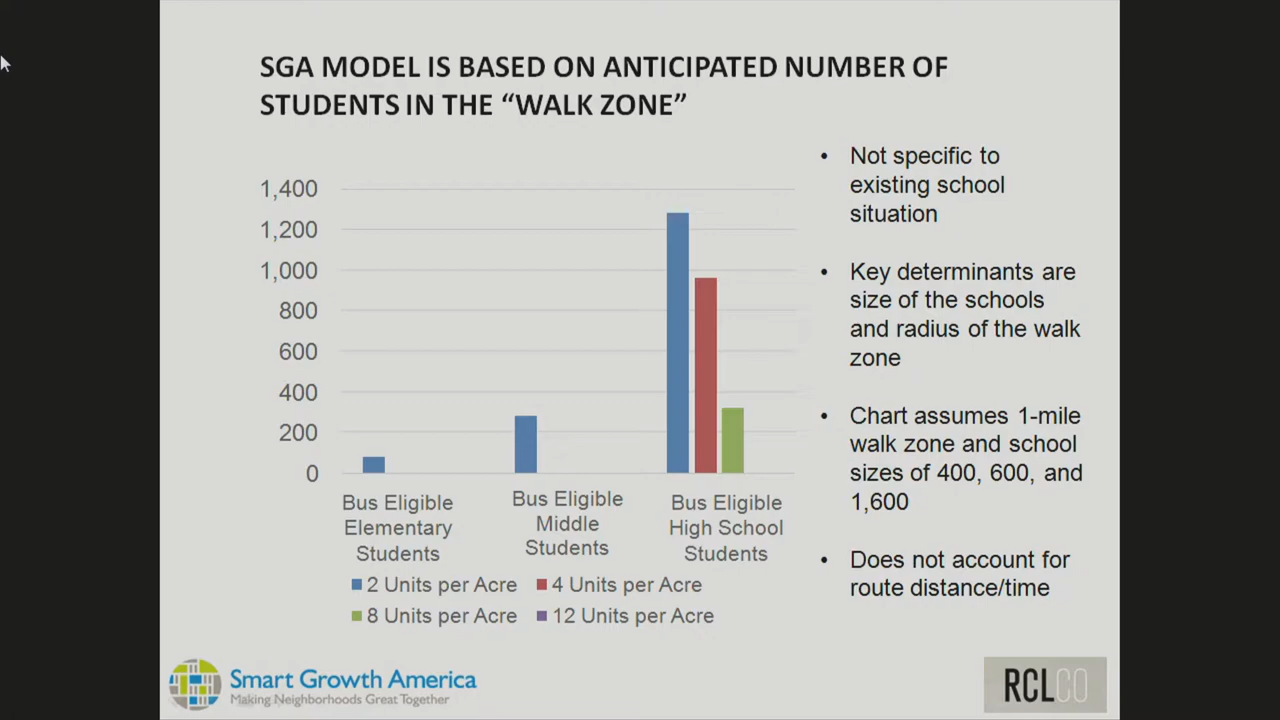 SGA MODEL IS BASED ON ANTICIPATED NUMBER OF
STUDENTS IN THE “WALK ZONE”
1,400
1,200
1,000
800
600
400
200
0
Bus Eligible
Elementary
Students
Bus Eligible
Middle
Students
Bus Eligible
High School
Students
2 Units per Acre
4 Units per Acre
8 Units per Acre
12 Units per Acre
• Not specific to
existing school
situation
• Key determinants are
size of the schools
and radius of the walk
zone
• Chart assumes 1-mile
walk zone and school
sizes of 400, 600, and
1,600
• Does not account for
route distance/time
Smart Growth America
Making Neighborhoods Great Together
RCLCO